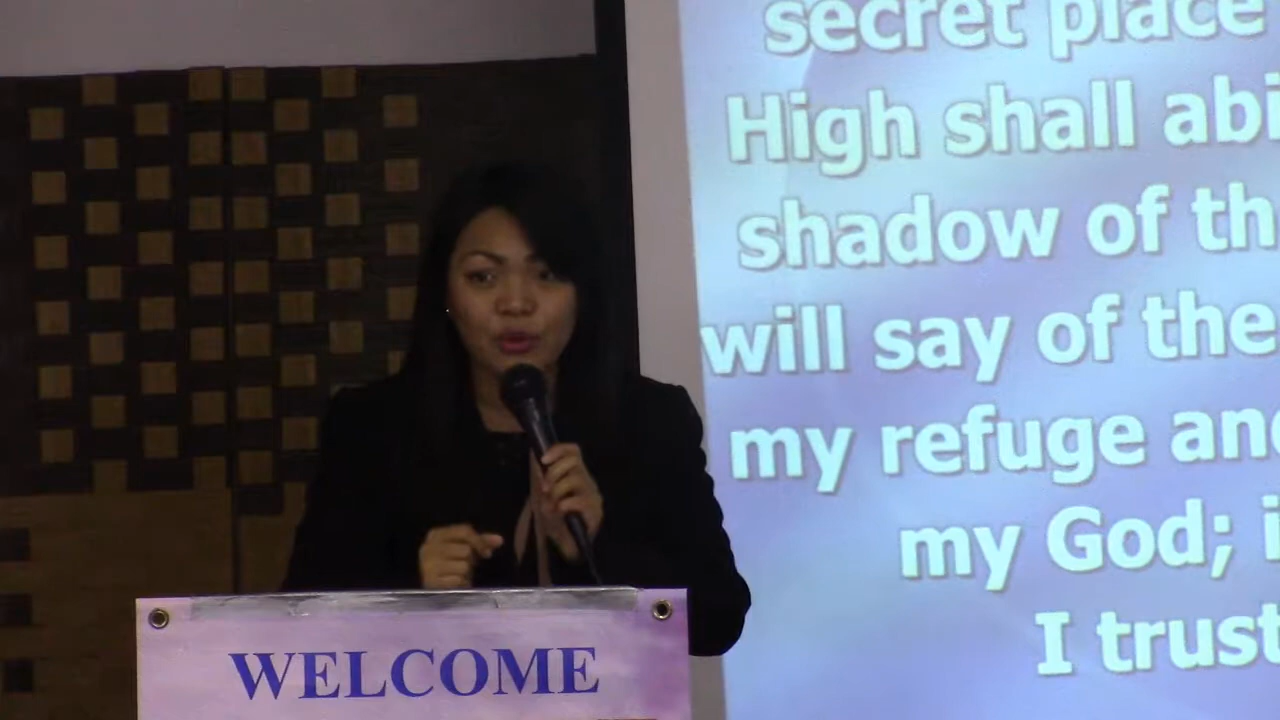 secret place
High shall abi
shadow of th
will say of the
my refuge and
my God; i
I trust
WELCOME